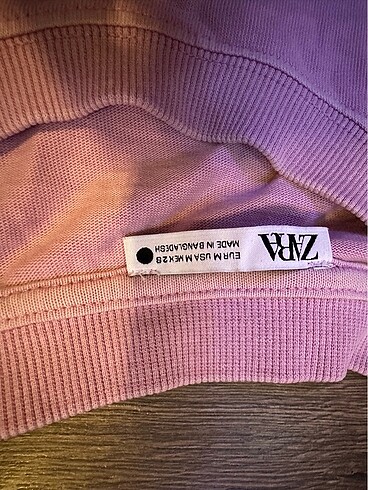 ZARA
EUR M USA M MEX 28
MADE IN BANGLADESH